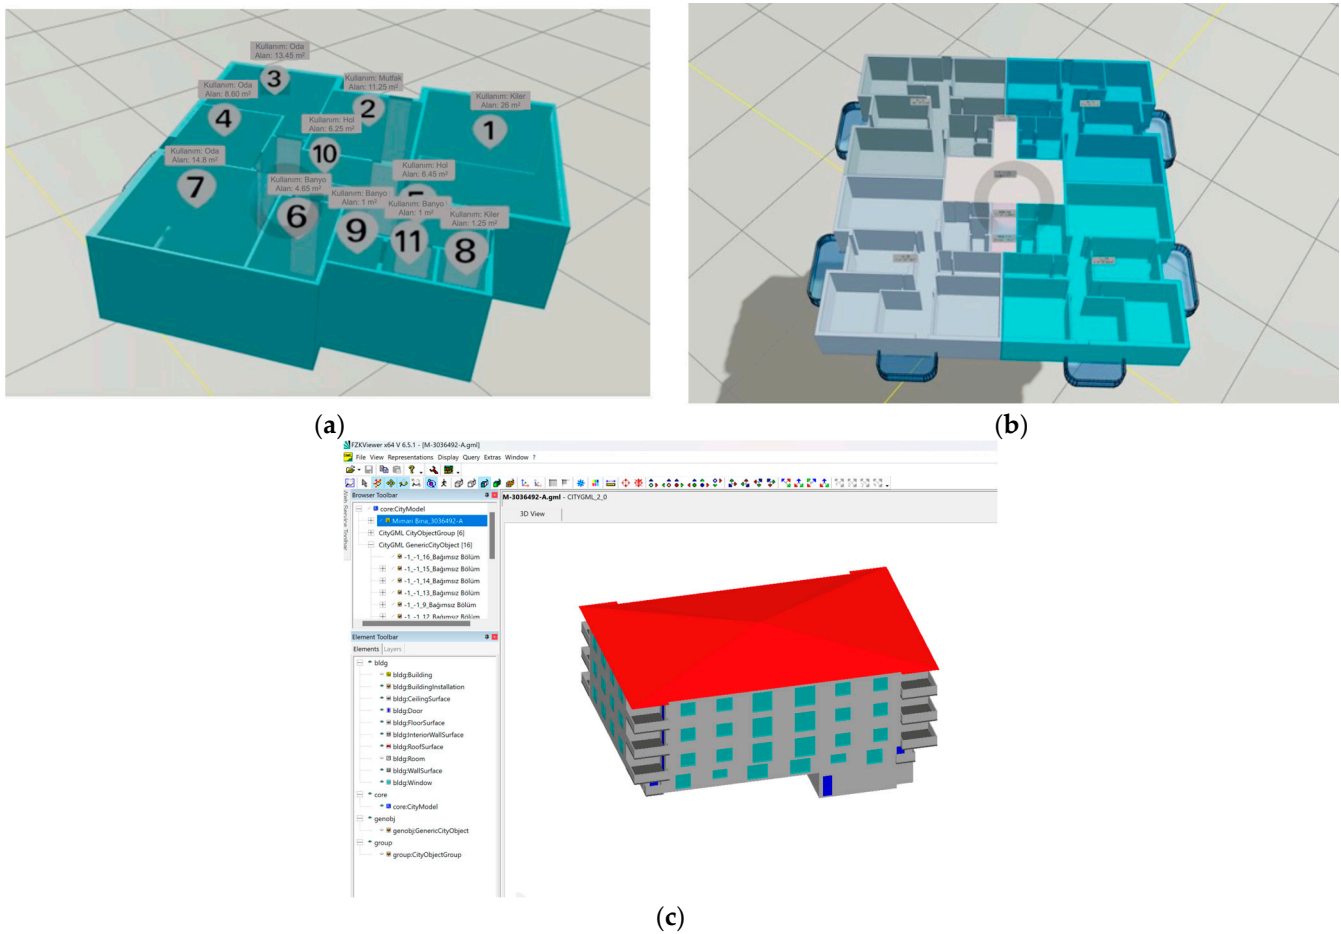 Kullanım: Oda
Alan: 13.45 m²
3
Kullanım: Oda
Alan: 8.60 m²
4
Kullanım: Mutfak
Alan: 11.25 m²
2
Kullanım: Kiler
Alan: 26 m²
1
Kullanım: Hol
Alan: 6.25 m²
10
Kullanım: Oda
Alan: 14.8 m²
7
Kullanım: Hol
Alan: 6.45 m²
Kullanım: Banyo
Alan: 4.65 m²
6
Kullanım: Banyo
Alan: 1 m²
9
Kullanım: Banyo
Alan: 1 m²
11
Kullanım: Kiler
Alan: 1.25 m²
8
(a)
(b)
FZKViewer x64 V 6.5.1 - [M-3036492-A.gml]
File View Representations Display Query Extras Window ?
Browser Toolbar
core:CityModel
Mimari Bina_3036492-A
CityGML CityObjectGroup [6]
CityGML GenericCityObject [16]
-1_-1_16_Bağımsız Bölüm
-1_-1_15_Bağımsız Bölüm
-1_-1_14_Bağımsız Bölüm
-1_-1_13_Bağımsız Bölüm
-1_-1_9_Bağımsız Bölüm
-1_-1_12_Bağımsız Bölüm
M-3036492-A.gml - CITYGML_2_0
3D View
Element Toolbar
Elements Layers
bldg
bldg:Building
bldg:BuildingInstallation
bldg:CeilingSurface
bldg:Door
bldg:FloorSurface
bldg:InteriorWallSurface
bldg:RoofSurface
bldg:Room
bldg:WallSurface
bldg:Window
core
core:CityModel
genobj
genobj:GenericCityObject
group
group:CityObjectGroup
(c)